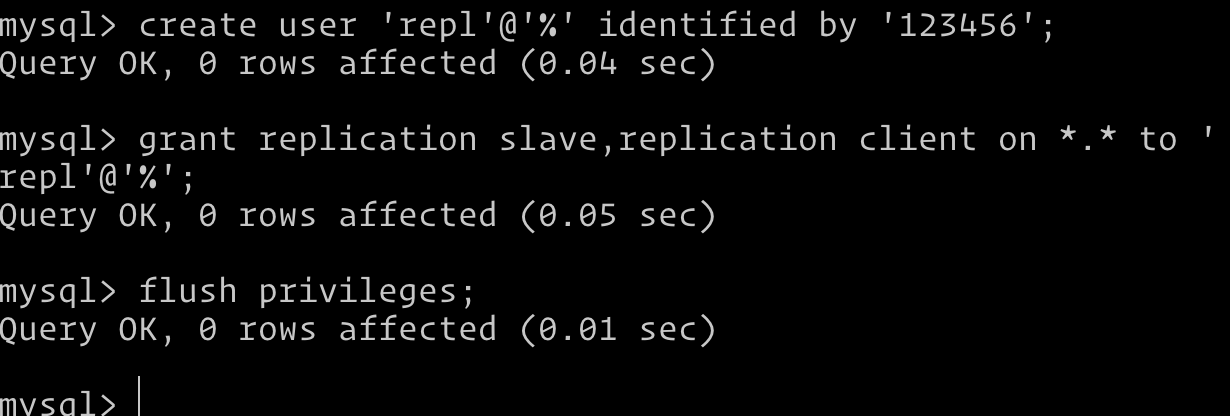 mysql> create user 'repl'@'%' identified by '123456';
Query OK, 0 rows affected (0.04 sec)
mysql> grant replication slave,replication client on *.* to '
repl'@'%';
Query OK, 0 rows affected (0.05 sec)
mysql> flush privileges;
Query OK, 0 rows affected (0.01 sec)
mysql>